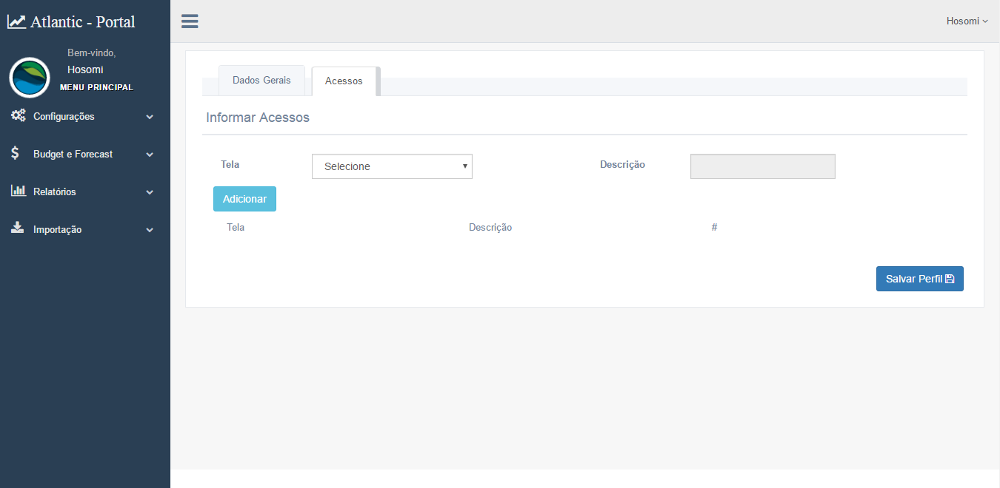 Atlantic - Portal
Hosomi
Bem-vindo,
Hosomi
MENU PRINCIPAL
Configurações
Budget e Forecast
Relatórios
Importação
Dados Gerais
Acessos
Informar Acessos
Tela
Selecione
Descrição
Adicionar
Tela Descrição #
Salvar Perfil